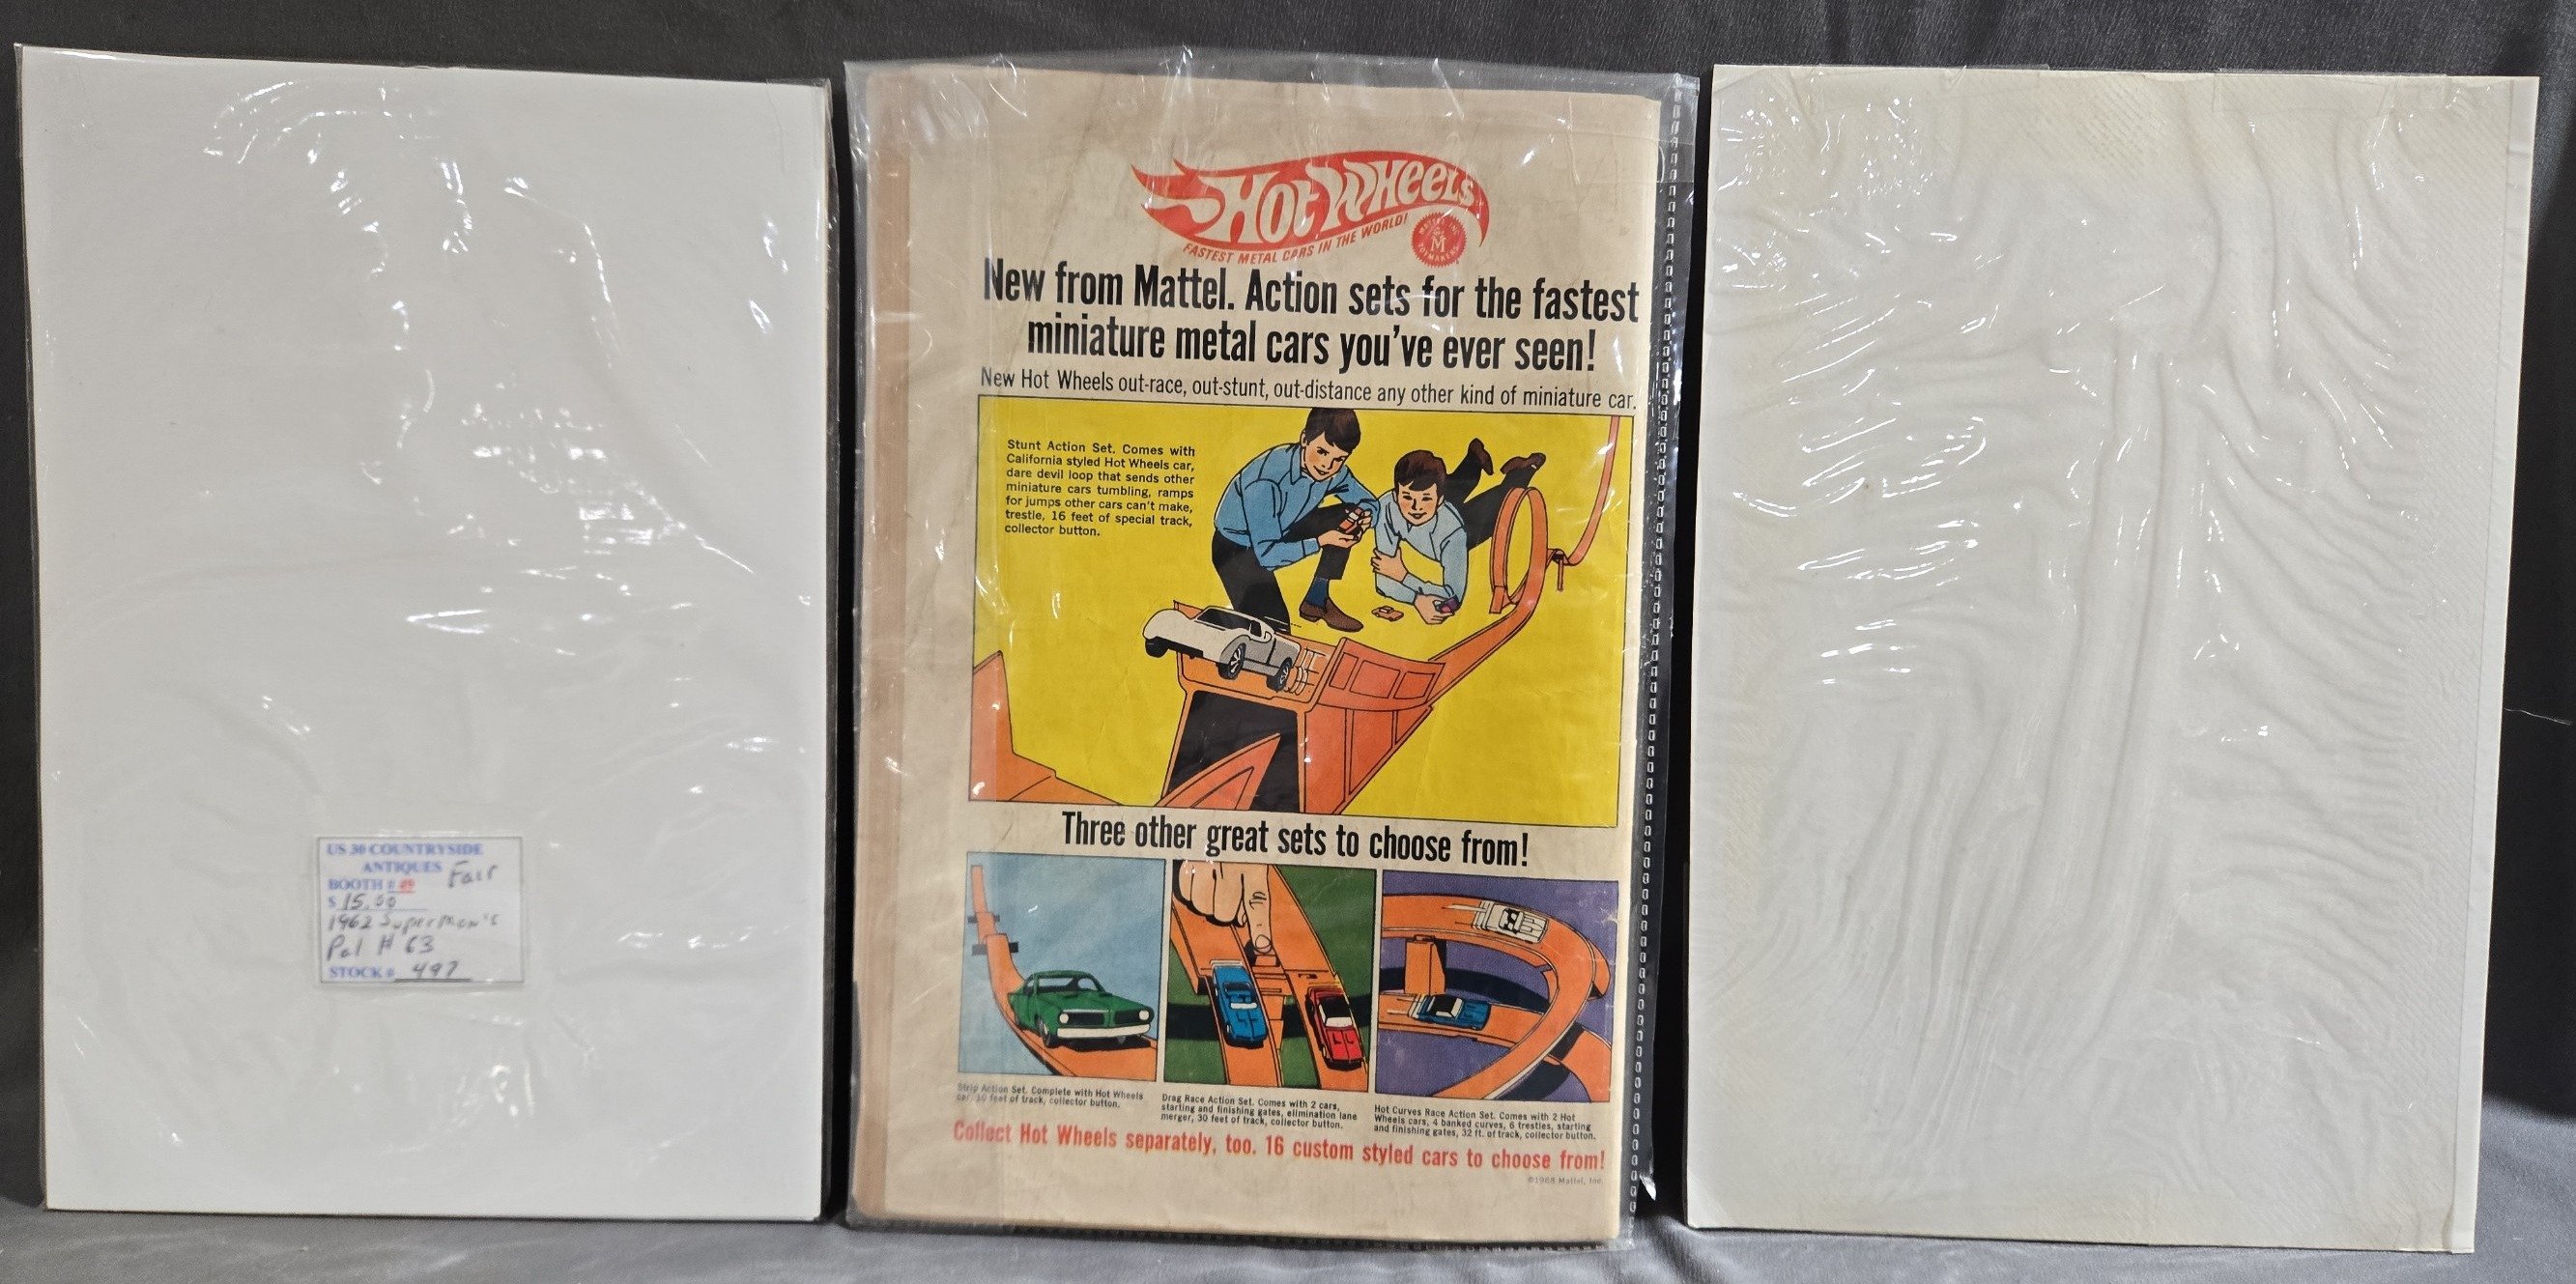 US 30 COUNTRYSIDE
ANTIQUES
Fair
BOOTH # 89
$ 15.00
1962 Superman's
Pal # 63
STOCK # 497
HOT WHEELS
FASTEST METAL CARS IN THE WORLD!
MATTEL, INC.
M
TOYMAKERS
New from Mattel. Action sets for the fastest
miniature metal cars you've ever seen!
New Hot Wheels out-race, out-stunt, out-distance any other kind of miniature car.
Stunt Action Set. Comes with
California styled Hot Wheels car,
dare devil loop that sends other
miniature cars tumbling, ramps
for jumps other cars can't make,
trestle, 16 feet of special track,
collector button.
Three other great sets to choose from!
Strip Action Set. Complete with Hot Wheels
car, 10 feet of track, collector button.
Drag Race Action Set. Comes with 2 cars,
starting and finishing gates, elimination lane
merger, 30 feet of track, collector button.
Hot Curves Race Action Set. Comes with 2 Hot
Wheels cars, 4 banked curves, 6 trestles, starting
and finishing gates, 32 ft. of track, collector button.
Collect Hot Wheels separately, too. 16 custom styled cars to choose from!
©1968 Mattel, Inc.